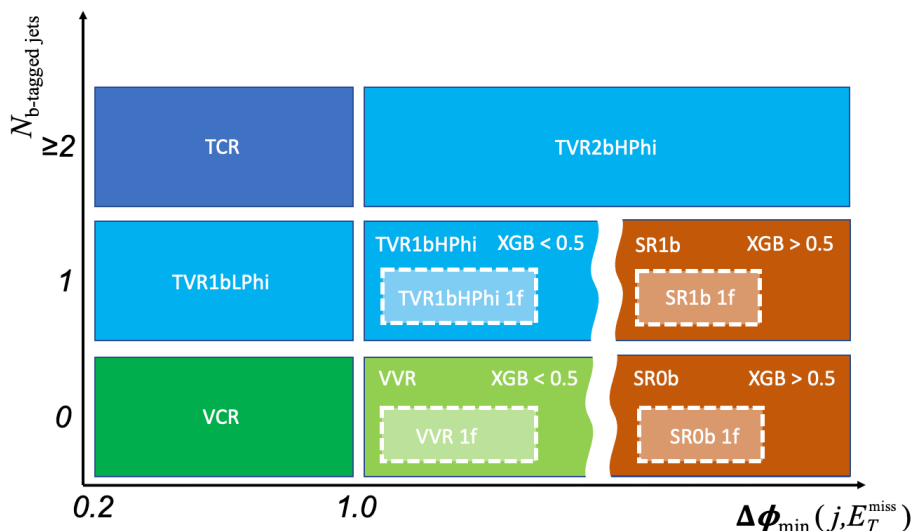 N_b-tagged jets
≥2
TCR
TVR2bHPhi
1
TVR1bLPhi
TVR1bHPhi XGB < 0.5
TVR1bHPhi 1f
SR1b XGB > 0.5
SR1b 1f
0
VCR
VVR XGB < 0.5
VVR 1f
SR0b XGB > 0.5
SR0b 1f
0.2
1.0
Δϕ_min(j,E_T^miss)